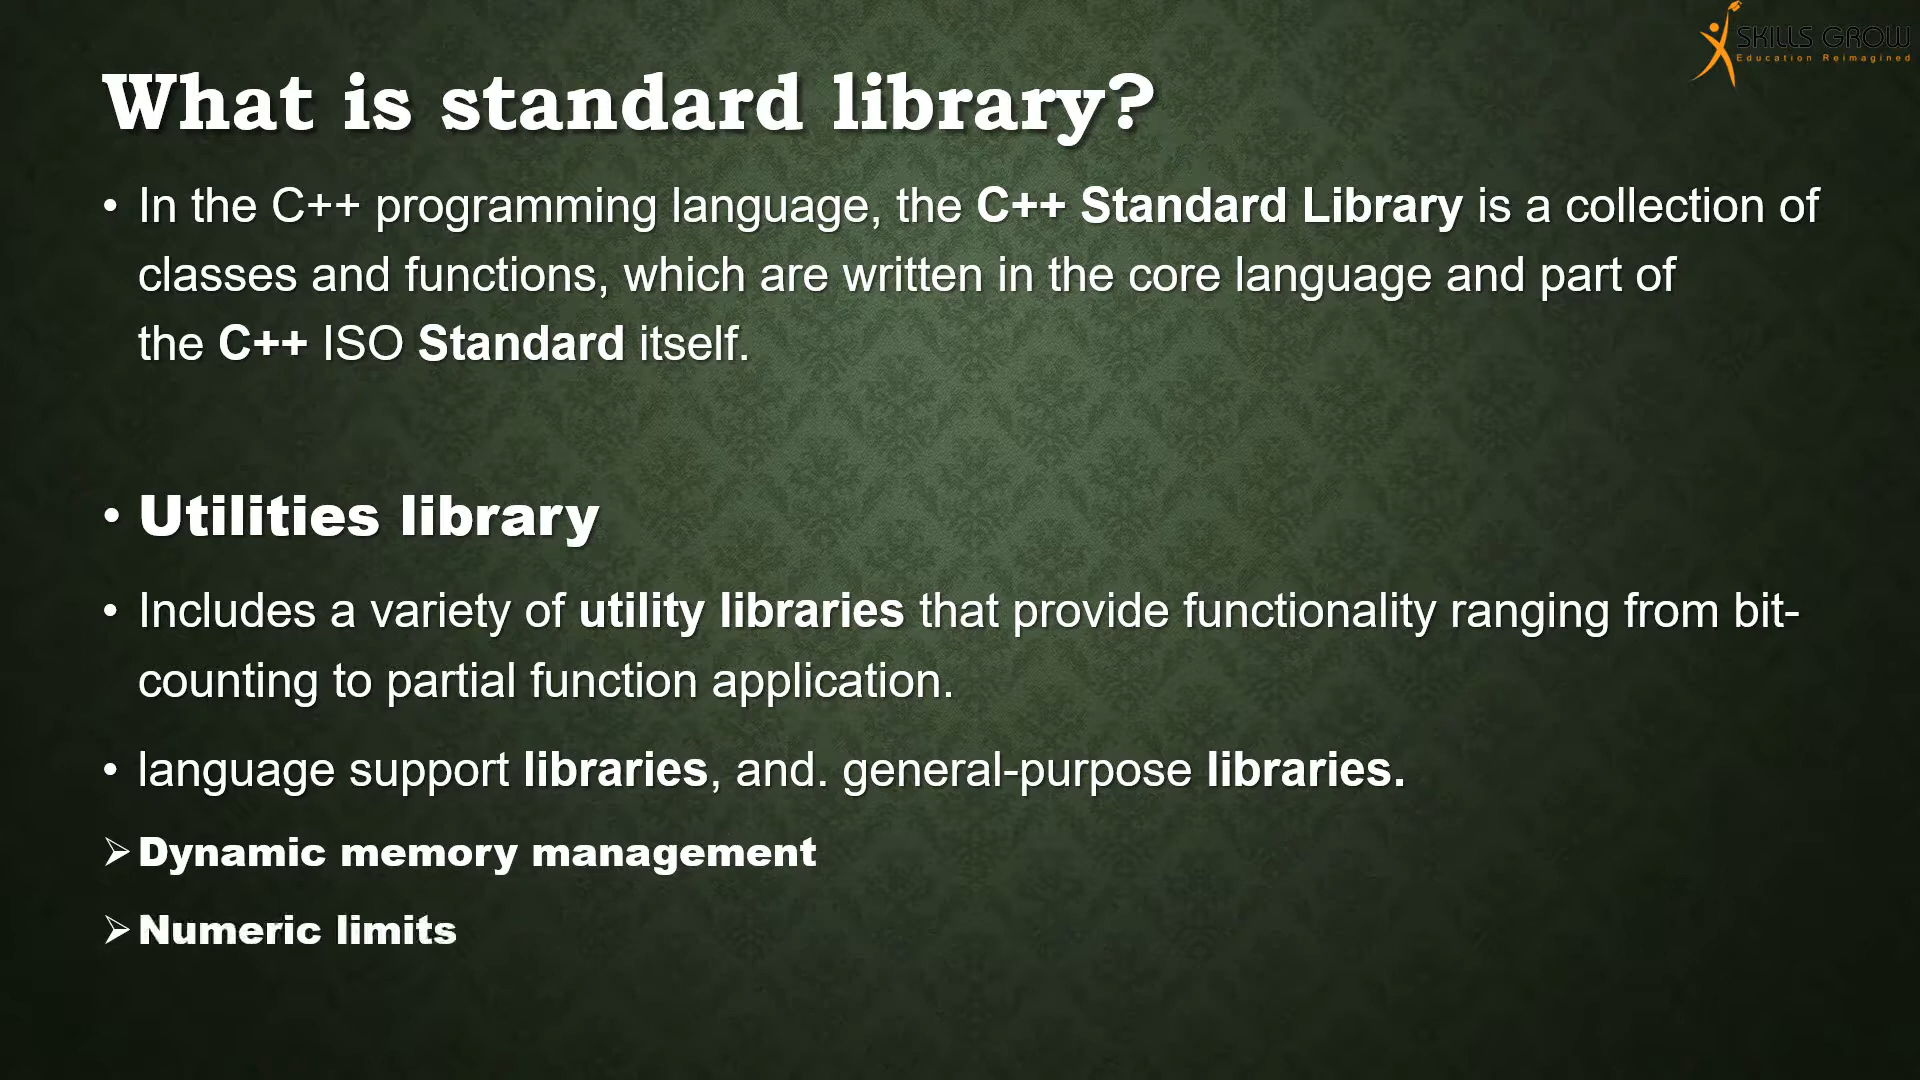 SKILLS GROW
Education Reimagined
What is standard library?
• In the C++ programming language, the C++ Standard Library is a collection of
classes and functions, which are written in the core language and part of
the C++ ISO Standard itself.
• Utilities library
• Includes a variety of utility libraries that provide functionality ranging from bit-
counting to partial function application.
• language support libraries, and. general-purpose libraries.
➢ Dynamic memory management
➢ Numeric limits